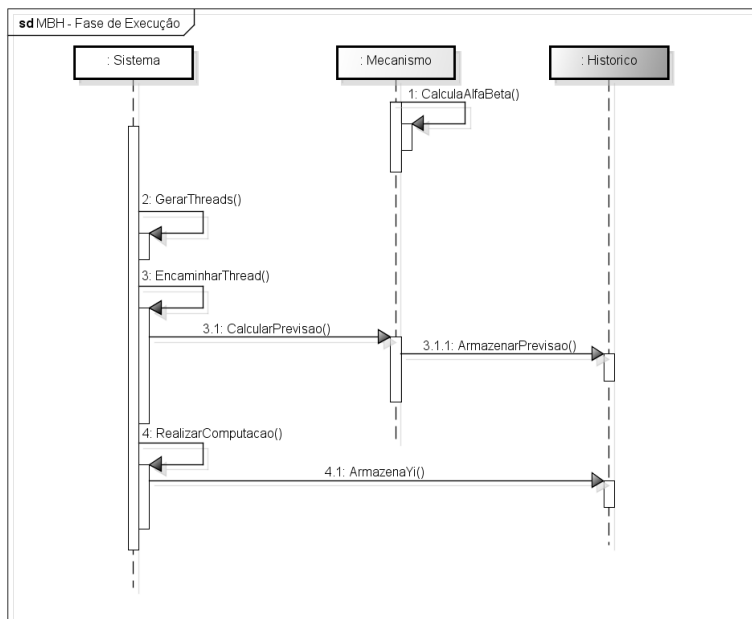 sd MBH - Fase de Execução
: Sistema
: Mecanismo
: Historico
1: CalculaAlfaBeta()
2: GerarThreads()
3: EncaminharThread()
3.1: CalcularPrevisao()
3.1.1: ArmazenarPrevisao()
4: RealizarComputacao()
4.1: ArmazenaYi()